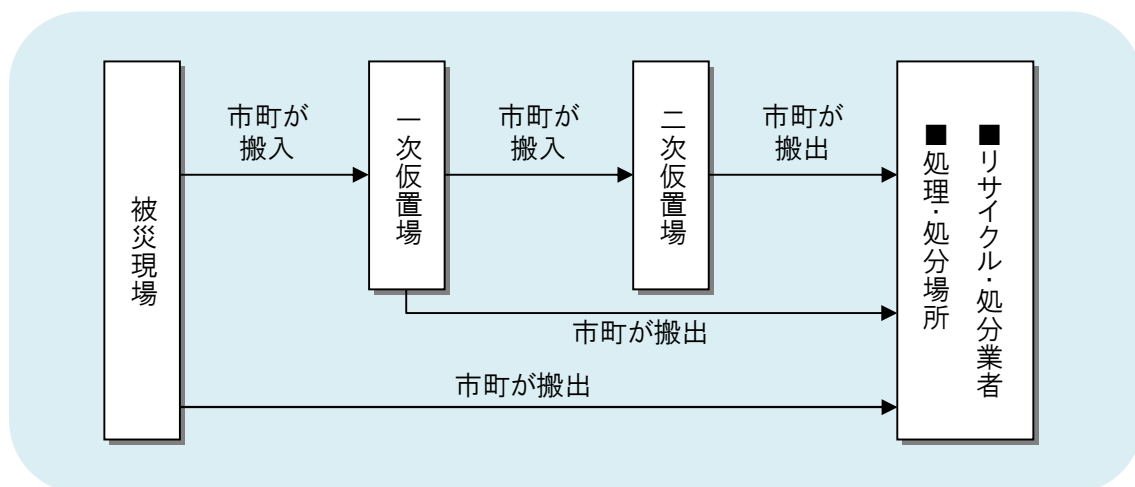 被災現場
市町が
搬入
一次仮置場
市町が
搬入
二次仮置場
市町が
搬出
■リサイクル・処分業者
■処理・処分場所
市町が搬出
市町が搬出